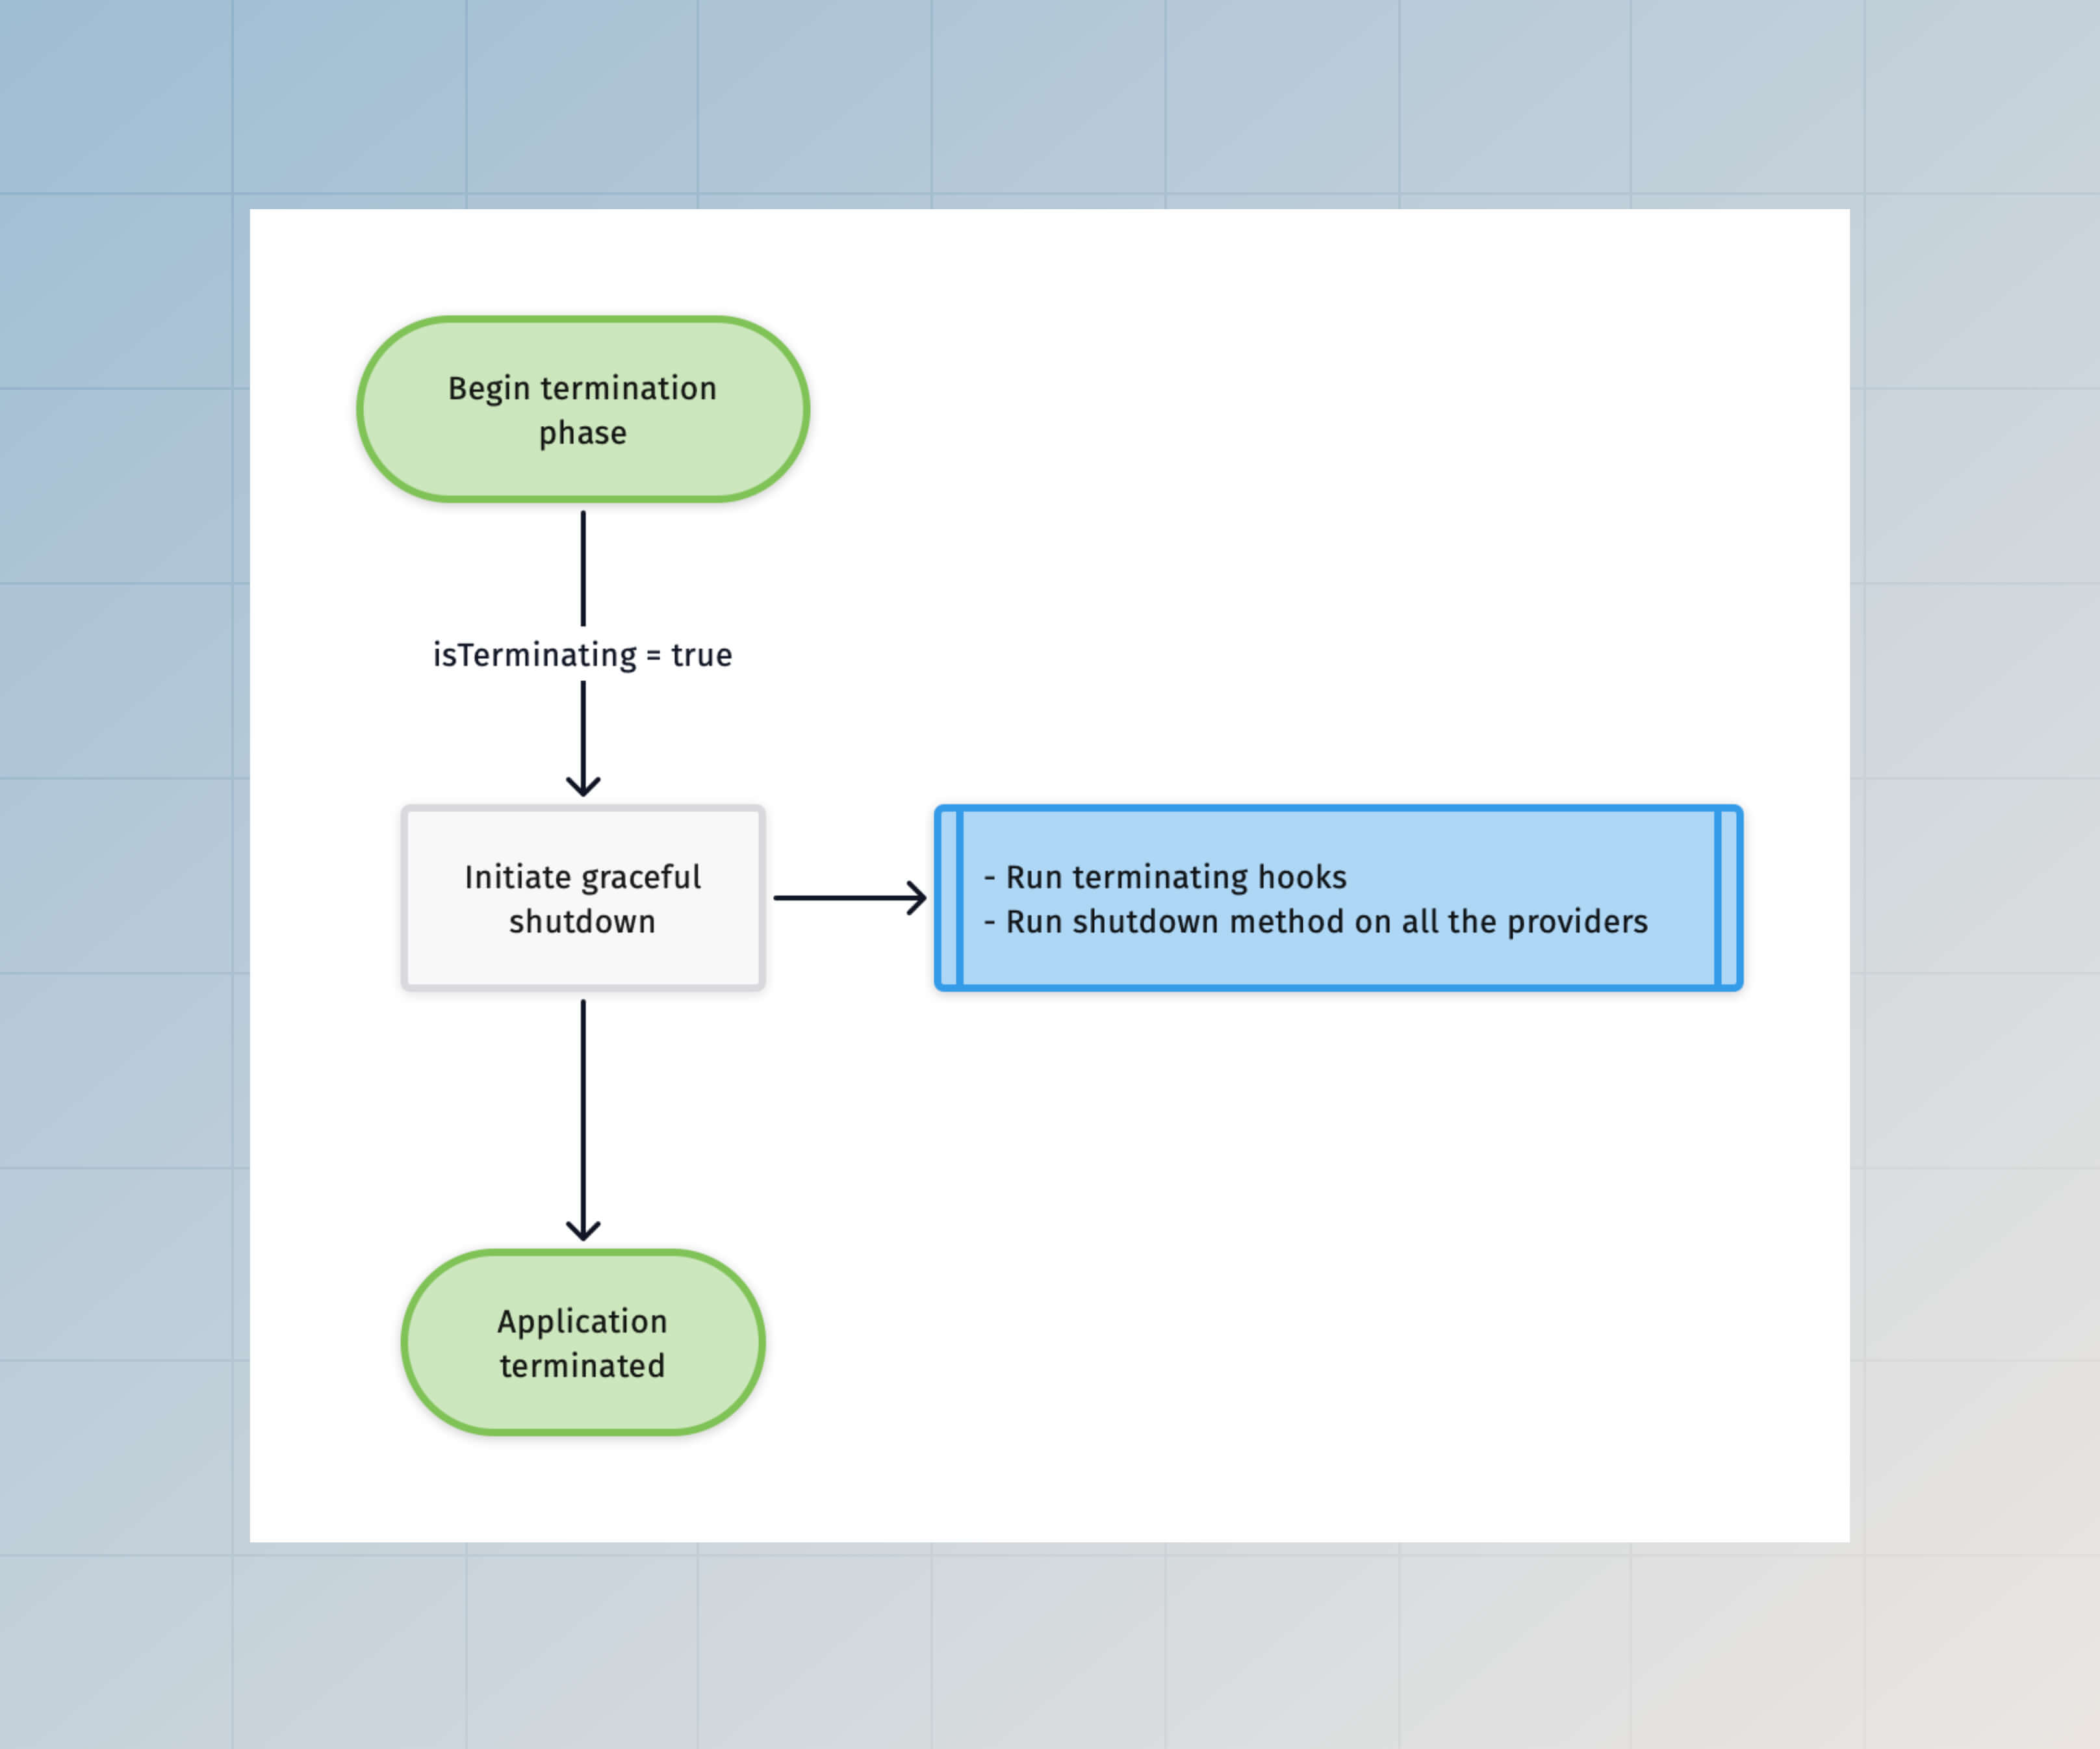 Begin termination
phase
isTerminating = true
Initiate graceful
shutdown
- Run terminating hooks
- Run shutdown method on all the providers
Application
terminated